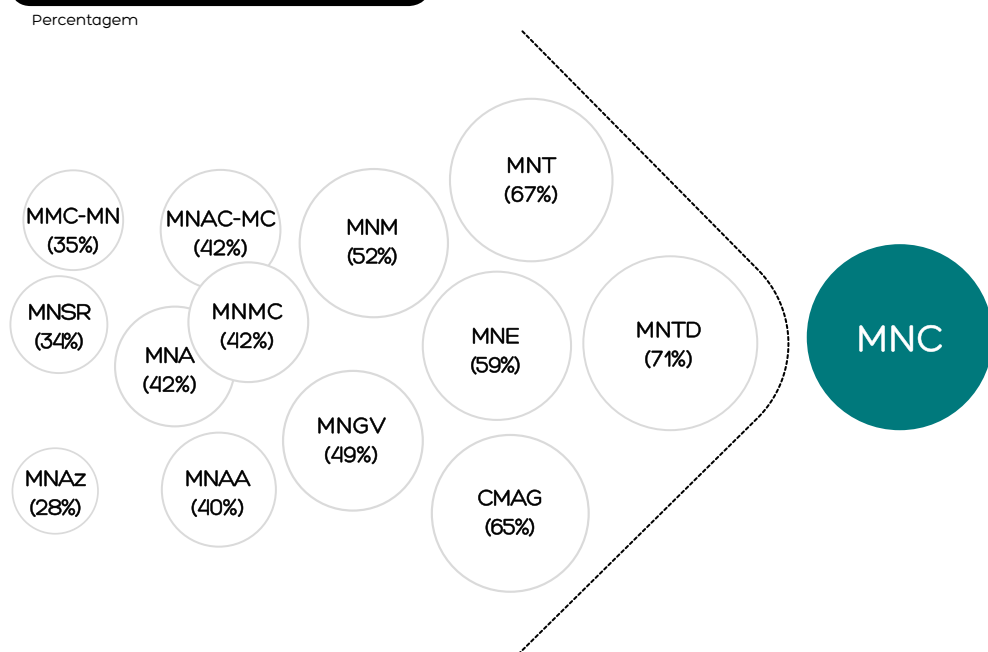 Percentagem
MNT
(67%)
MMC-MN
(35%)
MNAC-MC
(42%)
MNM
(52%)
MNSR
(34%)
MNMC
(42%)
MNA
(42%)
MNE
(59%)
MNTD
(71%)
MNC
MNGV
(49%)
MNAz
(28%)
MNAA
(40%)
CMAG
(65%)